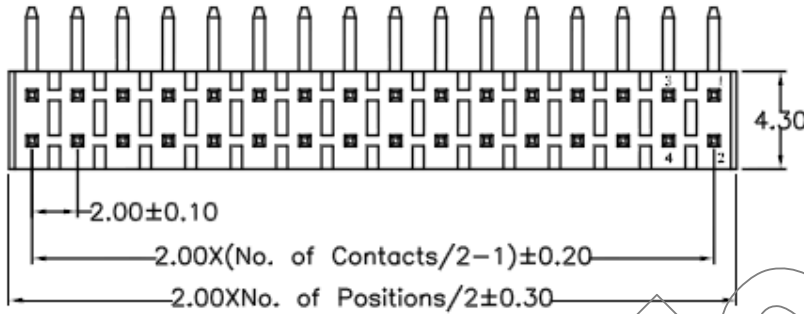 3 1
4.30
4 2
2.00±0.10
2.00X(No. of Contacts/2-1)±0.20
2.00XNo. of Positions/2±0.30